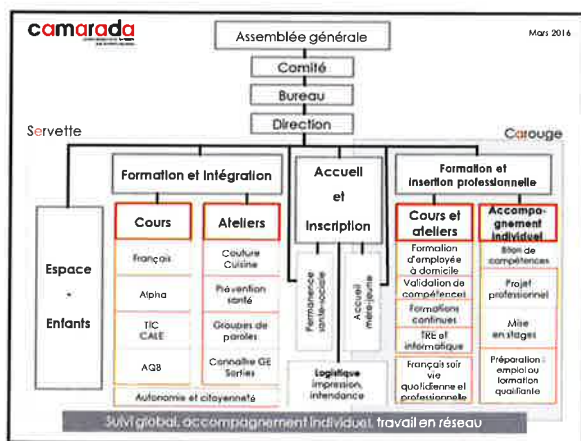 camarada
Mars 2016
Assemblée générale
Comité
Bureau
Direction
Servette
Carouge
Espace
-
Enfants
Formation et Intégration
Cours
Français
Alpha
TIC
CALE
AQB
Ateliers
Couture
Cuisine
Prévention
santé
Groupes de
paroles
Connaître GE
Sorties
Autonomie et citoyenneté
Accueil
et
Inscription
Permanence
santé-sociale
Accueil
mère-jeune
Logistique
impression,
intendance
Formation et
insertion professionnelle
Cours et
ateliers
Formation
d'employée
à domicile
Validation de
compétences
Formations
continues
TRE et
informatique
Français soir
vie
quotidienne et
professionnelle
Accompa-
gnement
individuel
Bilan de
compétences
Projet
professionnel
Mise
en stages
Préparation :
emploi ou
formation
qualifiante
Suivi global, accompagnement individuel, travail en réseau